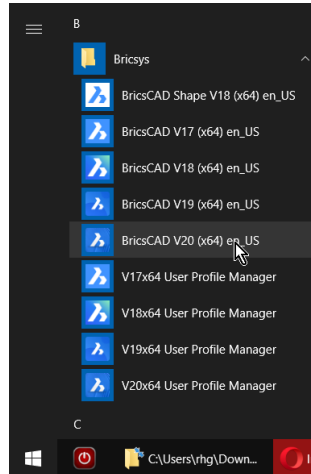 B
Bricsys
BricsCAD Shape V18 (x64) en_US
BricsCAD V17 (x64) en_US
BricsCAD V18 (x64) en_US
BricsCAD V19 (x64) en_US
BricsCAD V20 (x64) en_US
V17x64 User Profile Manager
V18x64 User Profile Manager
V19x64 User Profile Manager
V20x64 User Profile Manager
C
C:\Users\rhg\Down...